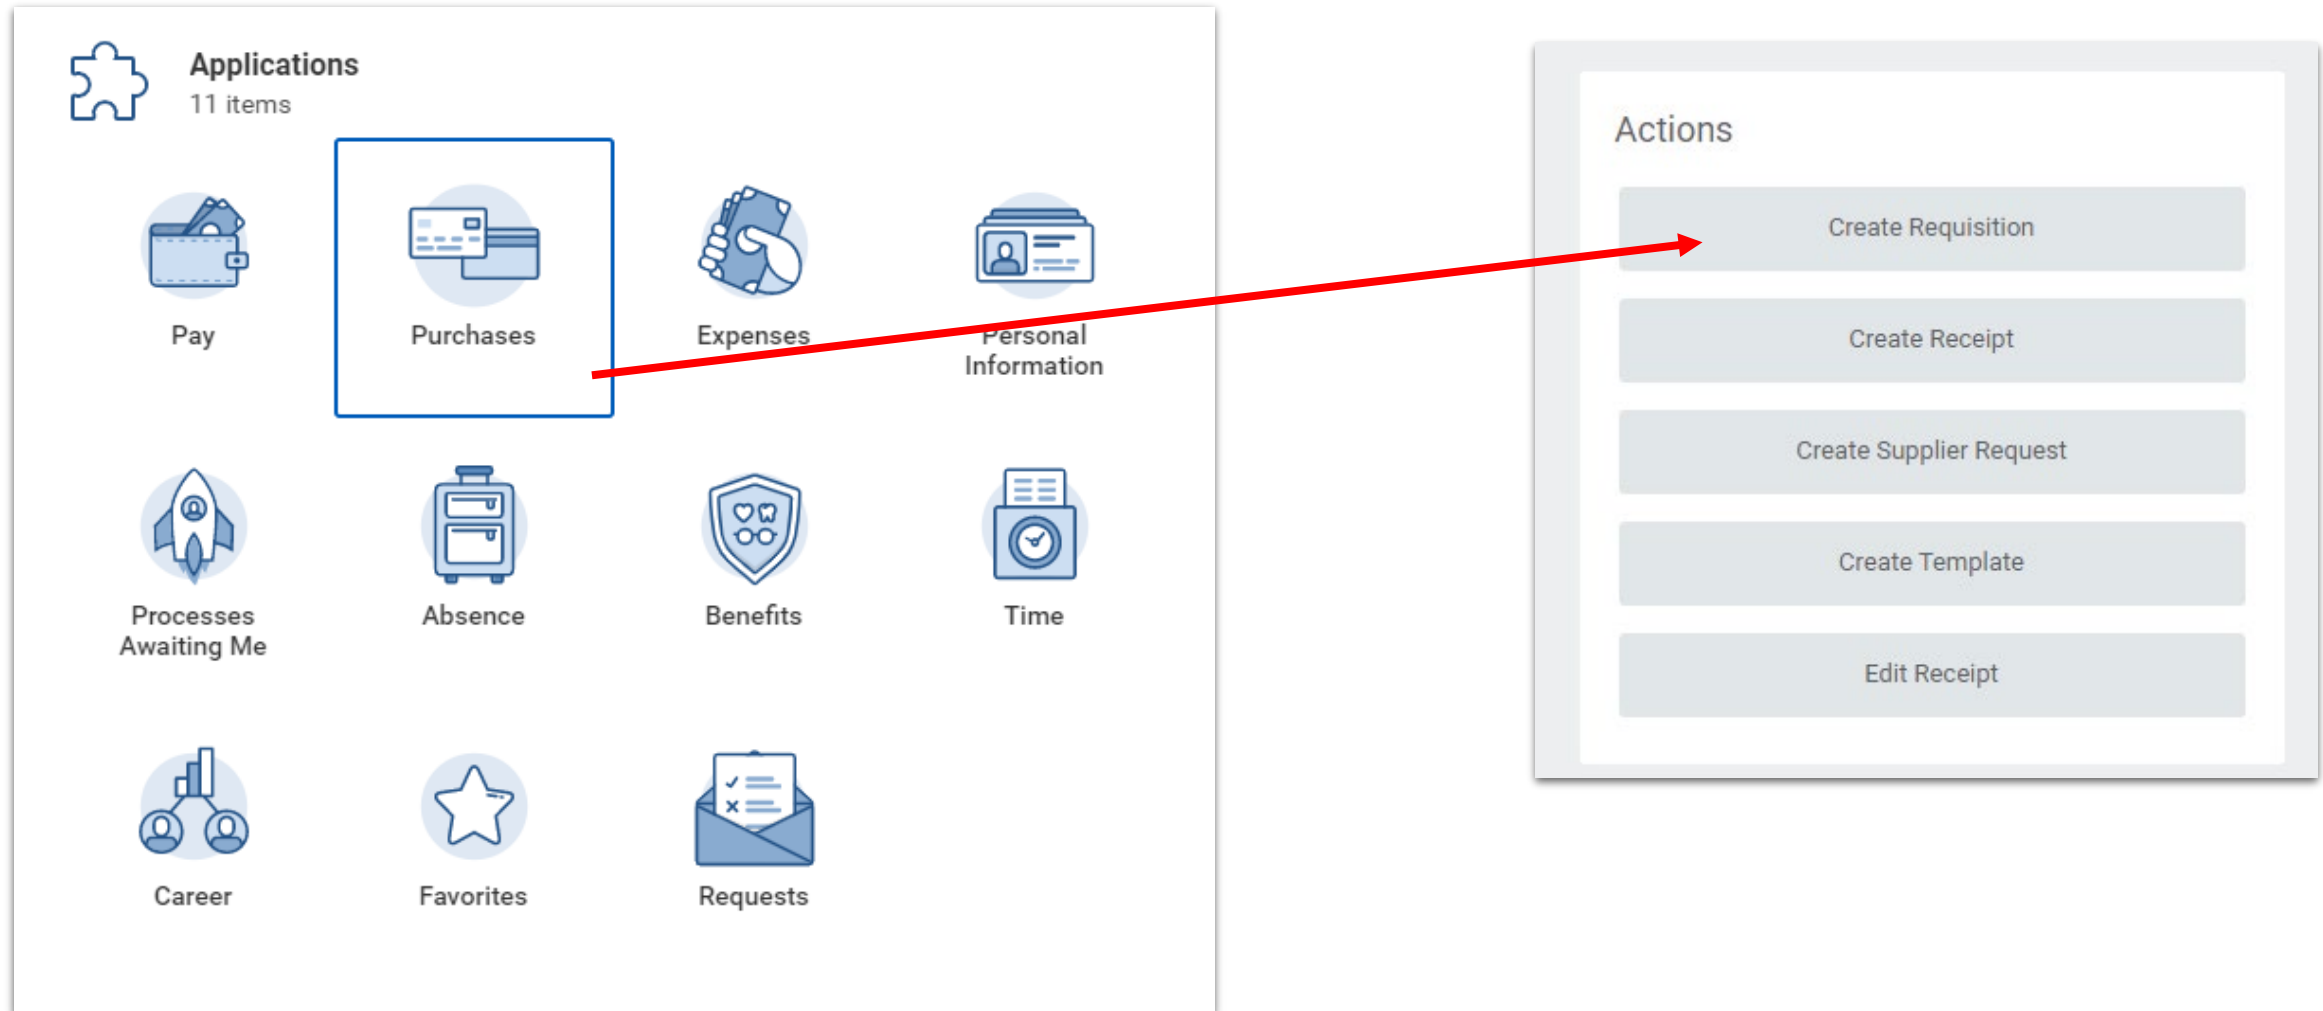 Applications
11 items
Pay
Purchases
Expenses
Personal
Information
Processes
Awaiting Me
Absence
Benefits
Time
Career
Favorites
Requests
Actions
Create Requisition
Create Receipt
Create Supplier Request
Create Template
Edit Receipt